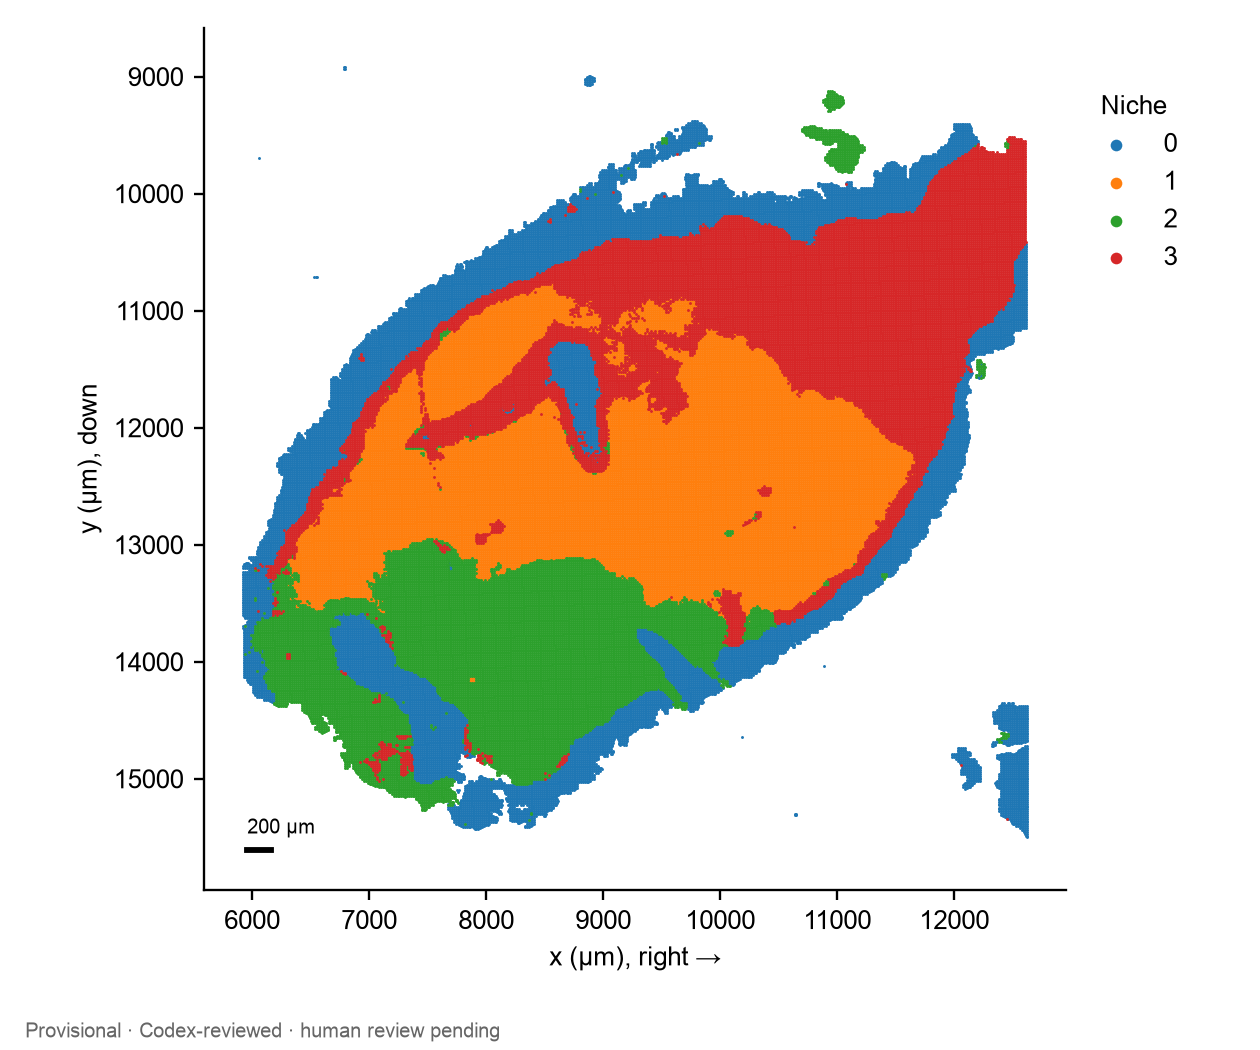 9000
10000
11000
12000
13000
14000
15000
y (µm), down
6000 7000 8000 9000 10000 11000 12000
x (µm), right →
200 µm
Niche
0
1
2
3
Provisional · Codex-reviewed · human review pending